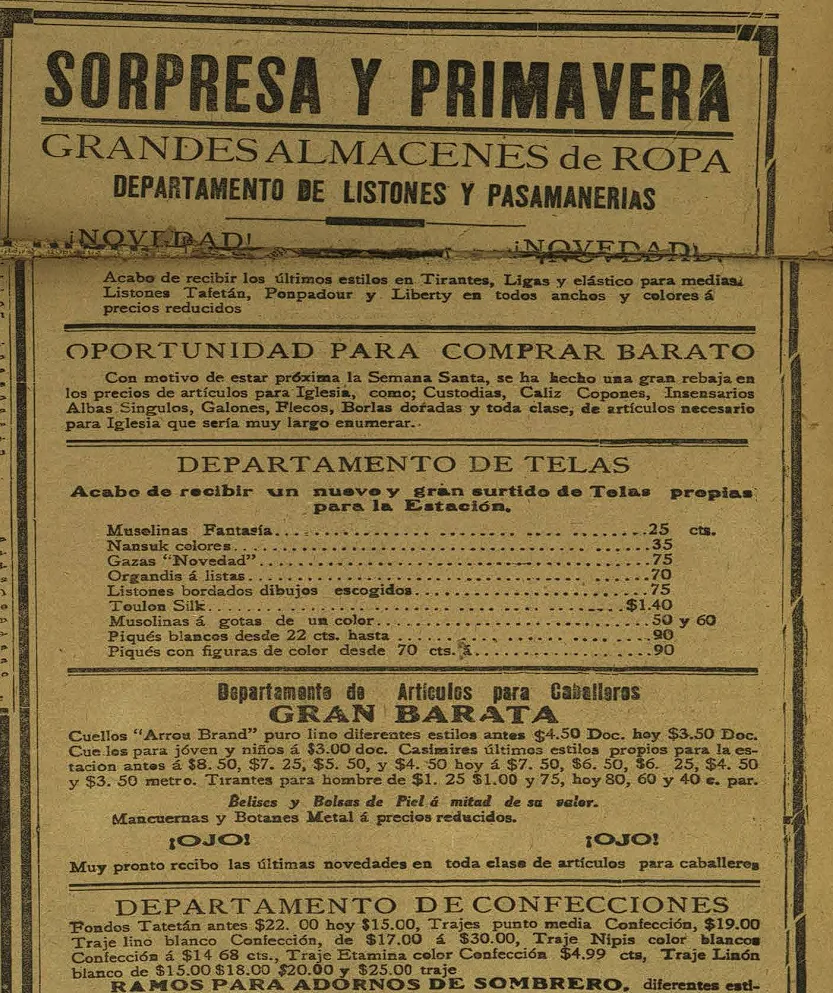 SORPRESA Y PRIMAVERA
GRANDES ALMACENES de ROPA
DEPARTAMENTO DE LISTONES Y PASAMANERIAS
¡NOVEDAD! ¡NOVEDAD!
Acabo de recibir los últimos estilos en Tirantes, Ligas y elástico para medias.
Listones Tafetán, Ponpadour y Liberty en todos anchos y colores á
precios reducidos
OPORTUNIDAD PARA COMPRAR BARATO
Con motivo de estar próxima la Semana Santa, se ha hecho una gran rebaja en
los precios de artículos para Iglesia, como; Custodias, Caliz Copones, Insensarios
Albas Singulos, Galones, Flecos, Borlas doradas y toda clase, de artículos necesario
para Iglesia que sería muy largo enumerar.
DEPARTAMENTO DE TELAS
Acabo de recibir un nuevo y gran surtido de Telas propias
para la Estación.
Muselinas Fantasía.................25 cts.
Nansuk colores.................35
Gazas "Novedad".................75
Organdis á listas.................70
Listones bordados dibujos escogidos.................75
Toulon Silk.................$1.40
Musolinas á gotas de un color.................50 y 60
Piqués blancos desde 22 cts. hasta.................90
Piqués con figuras de color desde 70 cts. á.................90
Departamento de Artículos para Caballeros
GRAN BARATA
Cuellos "Arrou Brand" puro lino diferentes estilos antes $4.50 Doc. hoy $3.50 Doc.
Cue los para jóven y niños á $3.00 doc. Casimires últimos estilos propios para la es-
tacion antes á $8. 50, $7. 25, $5. 50, y $4. 50 hoy á $7. 50, $6. 50, $6. 25, $4. 50
y $3. 50 metro. Tirantes para hombre de $1. 25 $1.00 y 75, hoy 80, 60 y 40 c. par.
Belises y Bolsas de Piel á mitad de su valor.
Mancuernas y Botanes Metal á precios reducidos.
¡OJO! ¡OJO!
Muy pronto recibo las últimas novedades en toda clase de artículos para caballeros
DEPARTAMENTO DE CONFECCIONES
Fondos Tatetán antes $22. 00 hoy $15.00, Trajes punto media Confección, $19.00
Traje lino blanco Confección, de $17.00 á $30.00, Traje Nipis color blancos
Confección á $14 68 cts., Traje Etamina color Confección $4.99 cts, Traje Linón
blanco de $15.00 $18.00 $20.00 y $25.00 traje
RAMOS PARA ADORNOS DE SOMBRERO, diferentes esti-